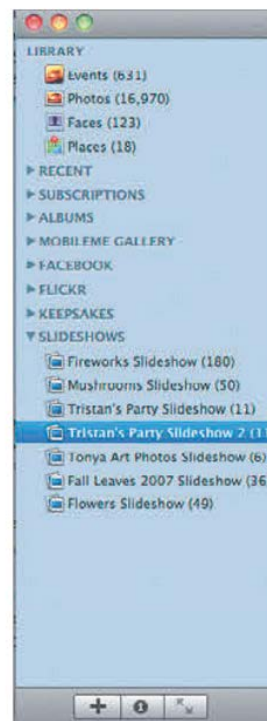 LIBRARY
Events (631)
Photos (16,970)
Faces (123)
Places (18)
RECENT
SUBSCRIPTIONS
ALBUMS
MOBILEME GALLERY
FACEBOOK
FLICKR
KEEPSAKES
SLIDESHOWS
Fireworks Slideshow (180)
Mushrooms Slideshow (50)
Tristan's Party Slideshow (11)
Tristan's Party Slideshow 2
Tonya Art Photos Slideshow (6)
Fall Leaves 2007 Slideshow (36
Flowers Slideshow (49)